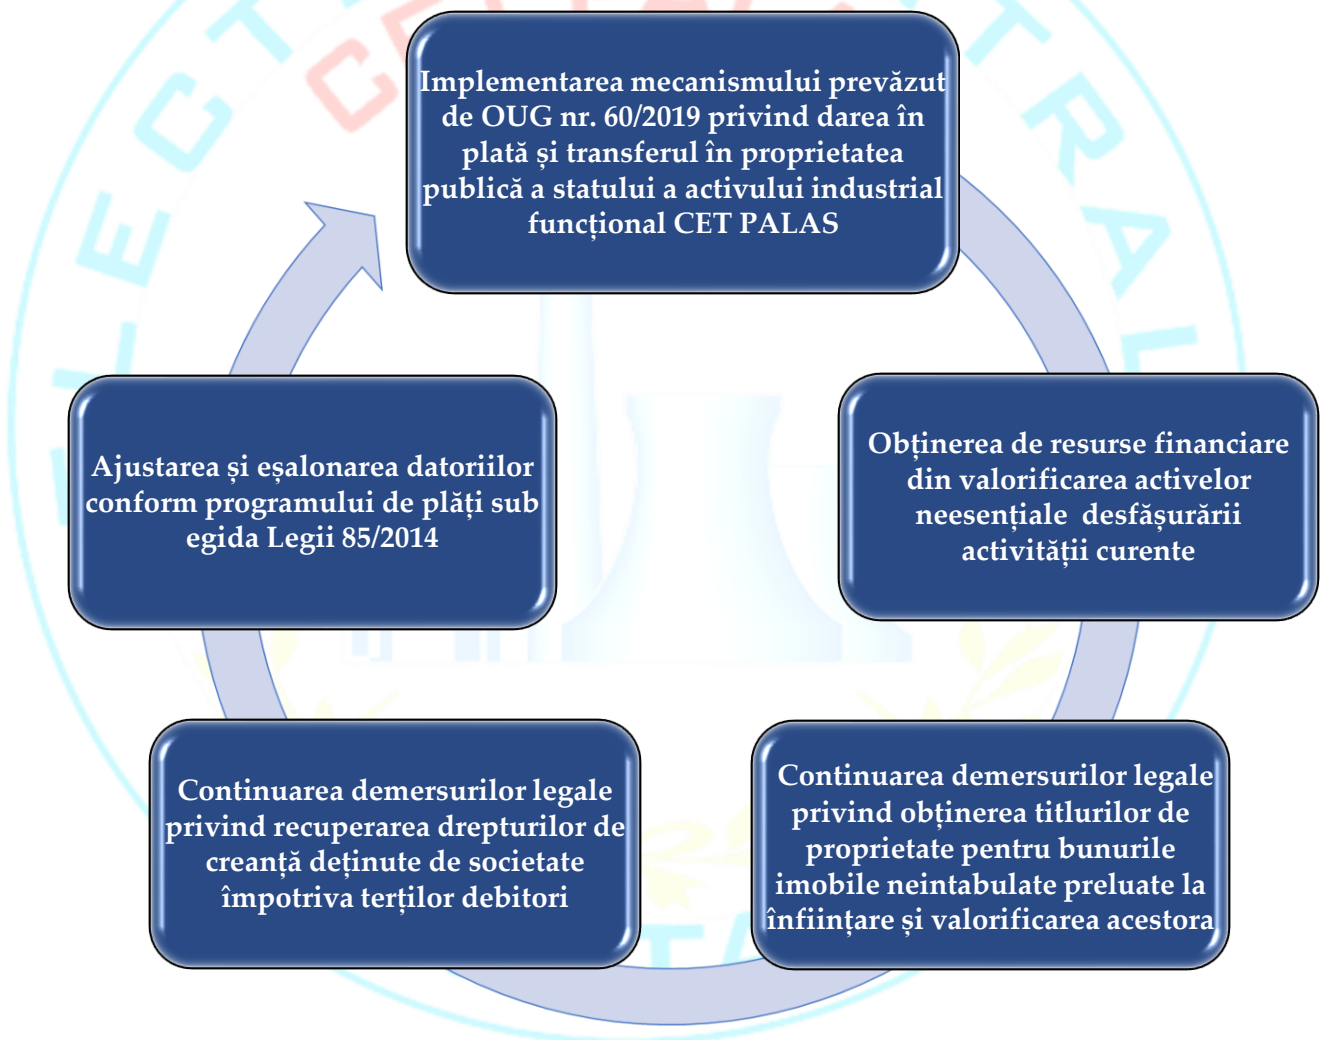 Implementarea mecanismului prevăzut
de OUG nr. 60/2019 privind darea în
plată și transferul în proprietatea
publică a statului a activului industrial
funcțional CET PALAS
Obținerea de resurse financiare
din valorificarea activelor
neesențiale desfășurării
activității curente
Continuarea demersurilor legale
privind obținerea titlurilor de
proprietate pentru bunurile
imobile neintabulate preluate la
înființare și valorificarea acestora
Continuarea demersurilor legale
privind recuperarea drepturilor de
creanță deținute de societate
împotriva terților debitori
Ajustarea și eșalonarea datoriilor
conform programului de plăți sub
egida Legii 85/2014